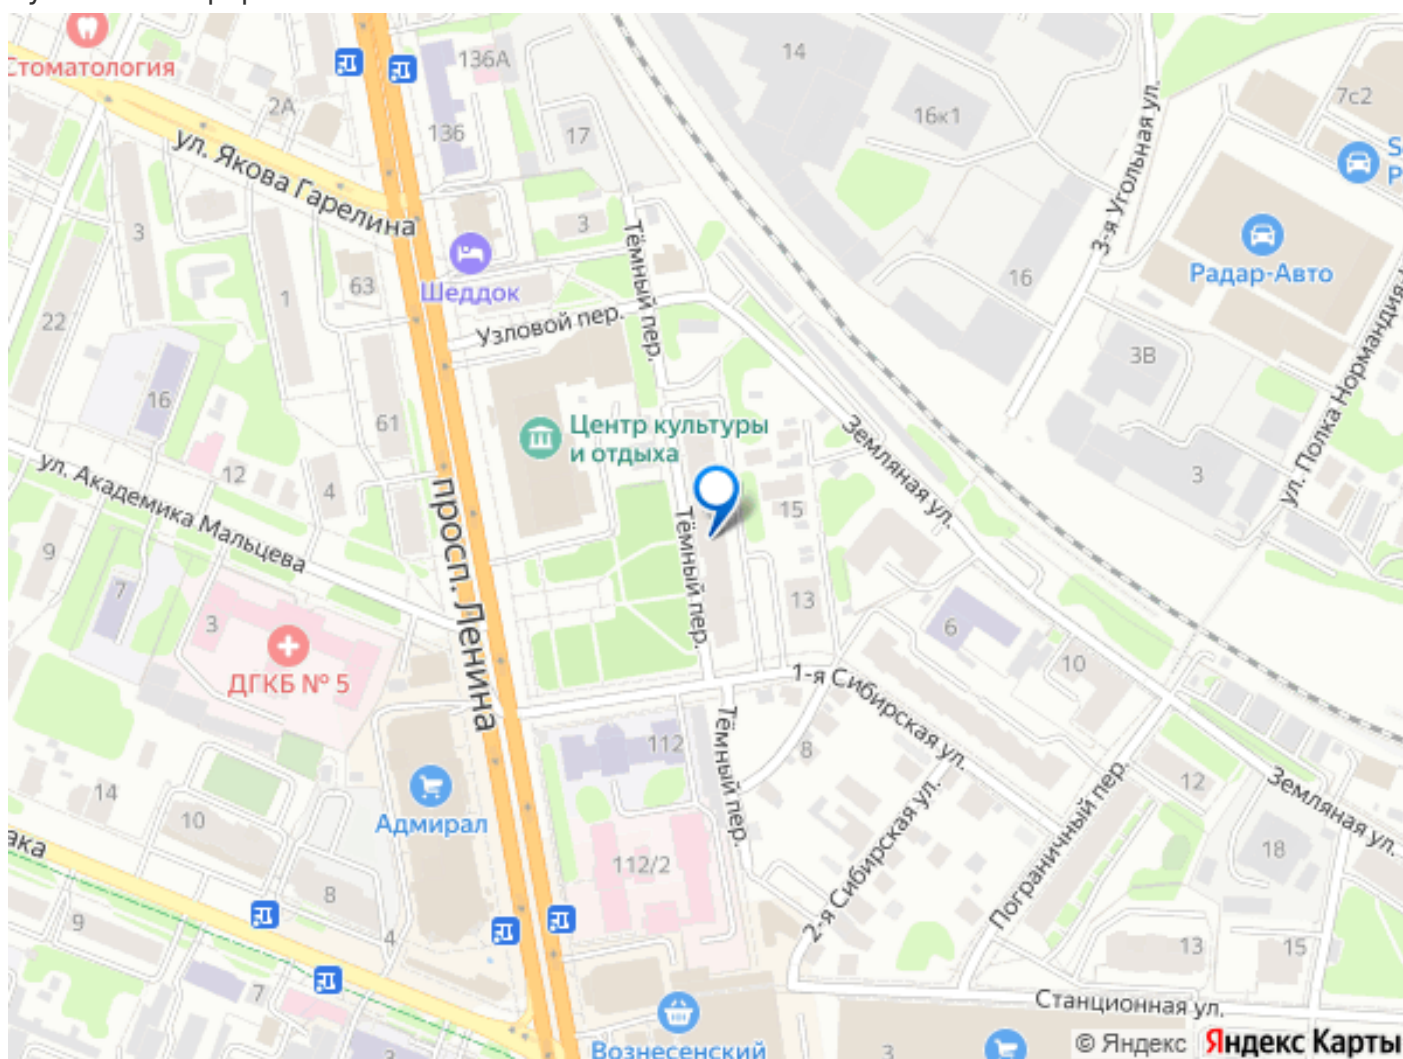 Стоматология
2А
136А
14
16к1
7с2
136
17
ул. Якова Гарелина
3
3
Тёмный пер.
3-я Угольная ул.
Радар-Авто
Шеддок
63
1
22
16
Узловой пер.
3В
ул. Полка Нормандия
16
61
Центр культуры
и отдыха
Земляная ул.
12
4
3
ул. Академика Мальцева
просп. Ленина
Тёмный пер.
15
9
7
3
13
6
10
ДГКБ № 5
1-я Сибирская ул.
112
Тёмный пер.
8
12
Земляная ул.
14
10
Адмирал
Пограничный пер.
2-я Сибирская ул.
18
112/2
8
9
4
13
15
7
Станционная ул.
3
3
Вознесенский
© Яндекс Яндекс Карты